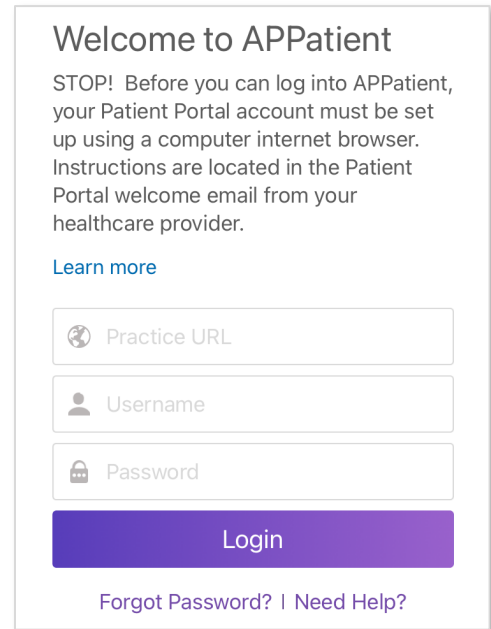 Welcome to APPatient
STOP!  Before you can log into APPatient,
your Patient Portal account must be set
up using a computer internet browser.
Instructions are located in the Patient
Portal welcome email from your
healthcare provider.
Learn more
Practice URL
Username
Password
Login
Forgot Password? | Need Help?